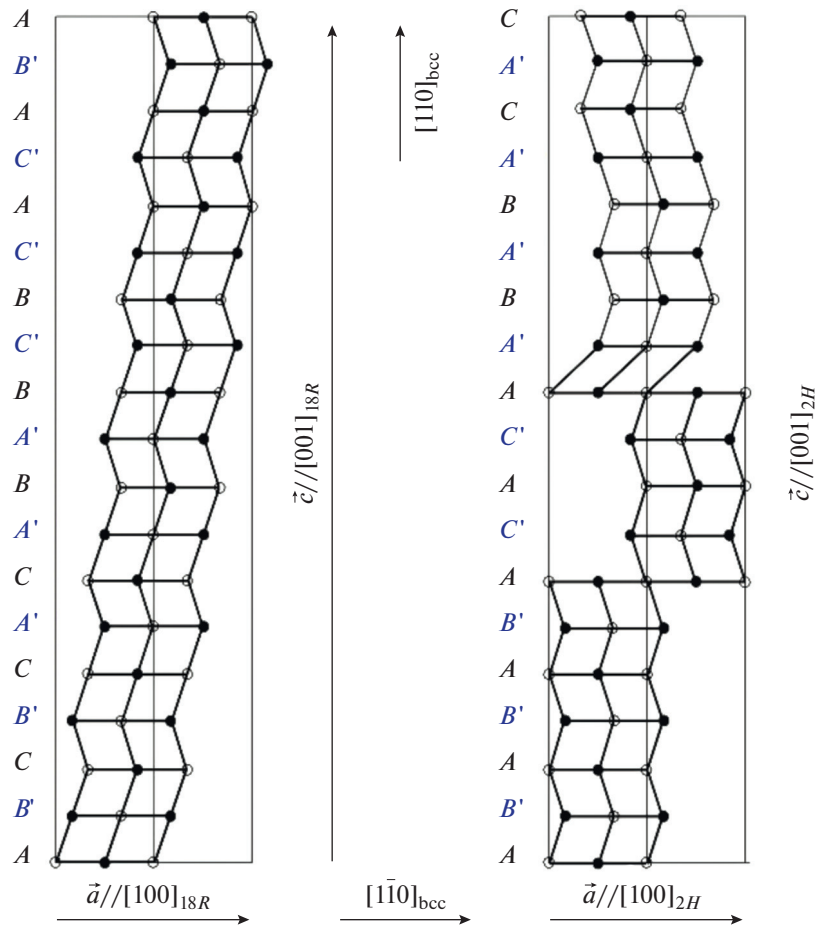 A
B'
A
C'
A
C'
B
C'
B
A'
B
A'
C
A'
C
B'
C
B'
A
c⃗//[001]18R
[110]bcc
C
A'
C
A'
B
A'
B
A'
A
C'
A
C'
A
B'
A
B'
A
B'
A
c⃗//[001]2H
a⃗//[100]18R
[11̄0]bcc
a⃗//[100]2H